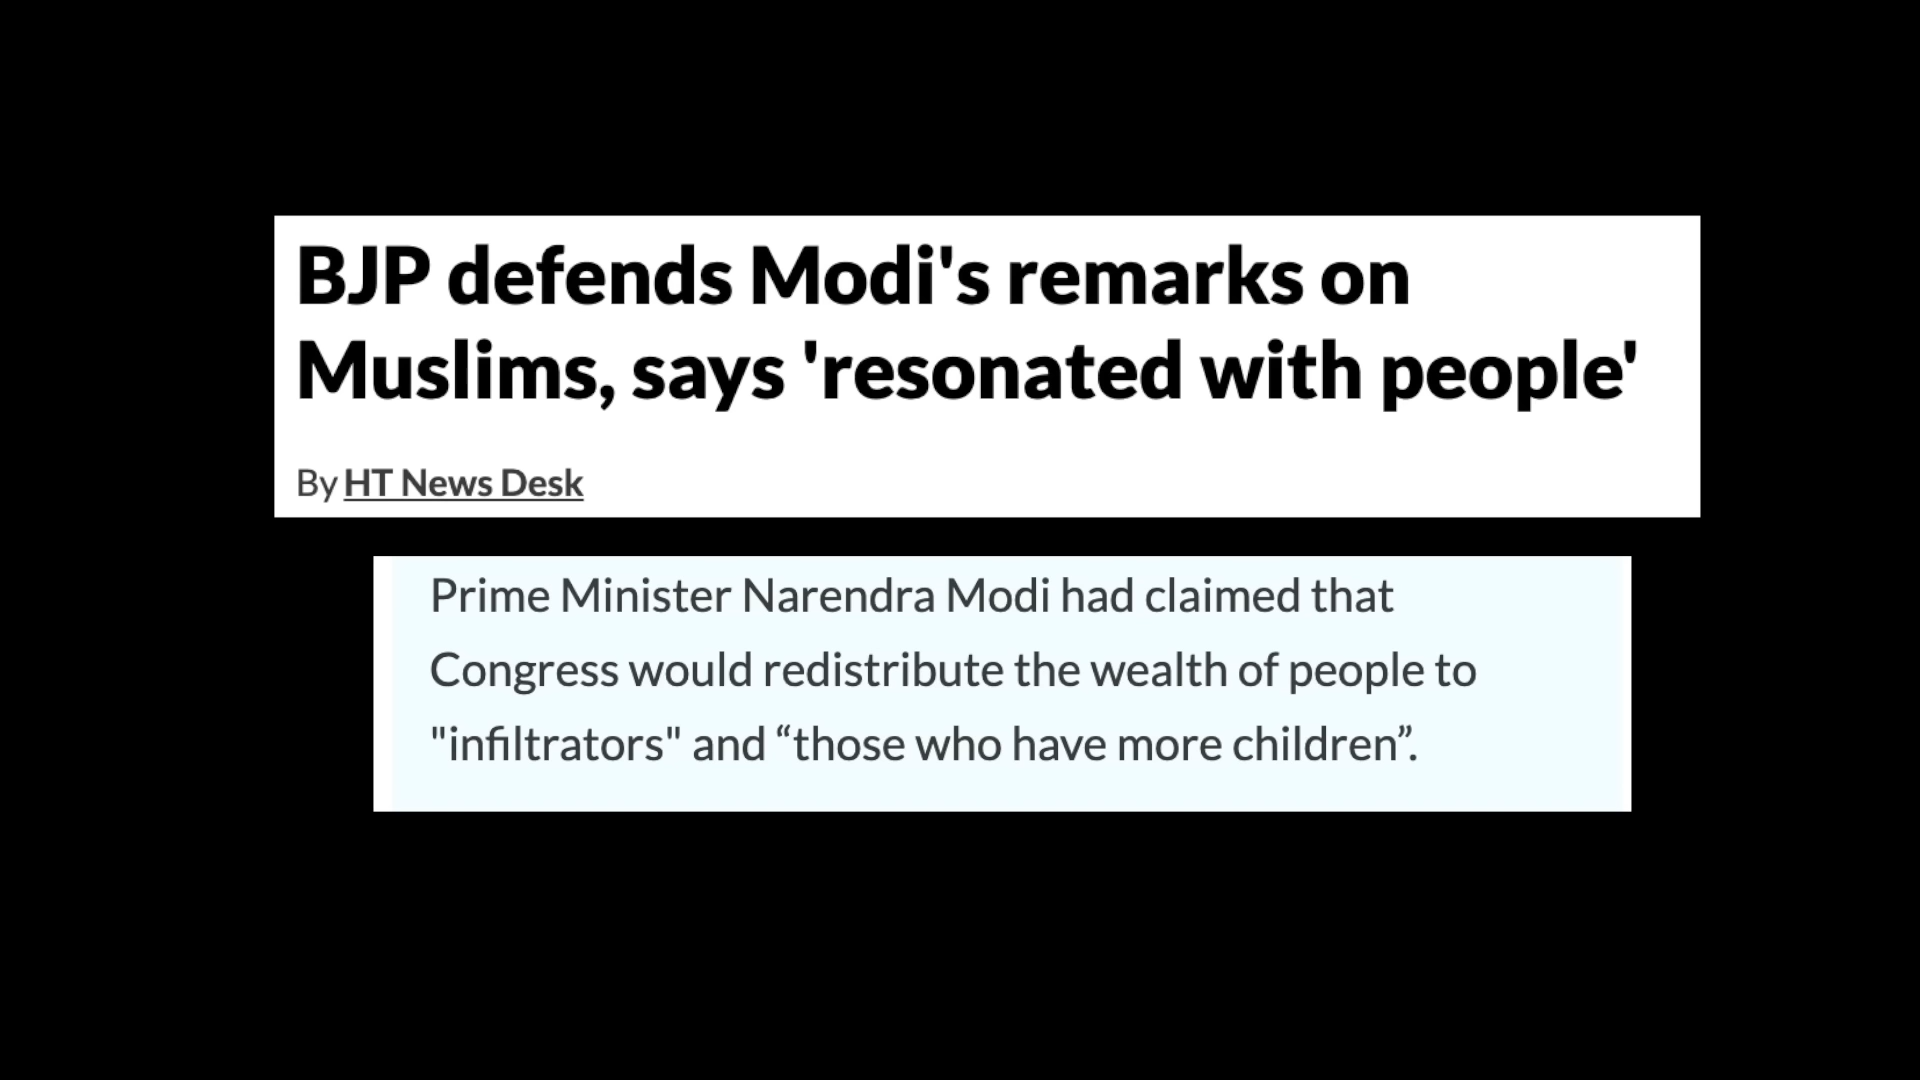 BJP defends Modi's remarks on
Muslims, says 'resonated with people'
By HT News Desk
Prime Minister Narendra Modi had claimed that
Congress would redistribute the wealth of people to
"infiltrators" and “those who have more children”.